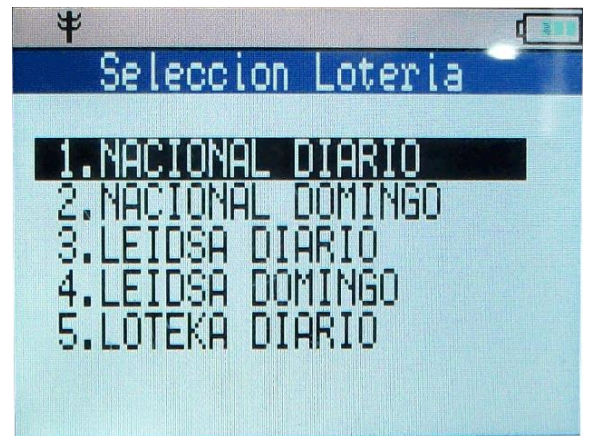 Seleccion Loteria
1.NACIONAL DIARIO
2.NACIONAL DOMINGO
3.LEIDSA DIARIO
4.LEIDSA DOMINGO
5.LOTEKA DIARIO